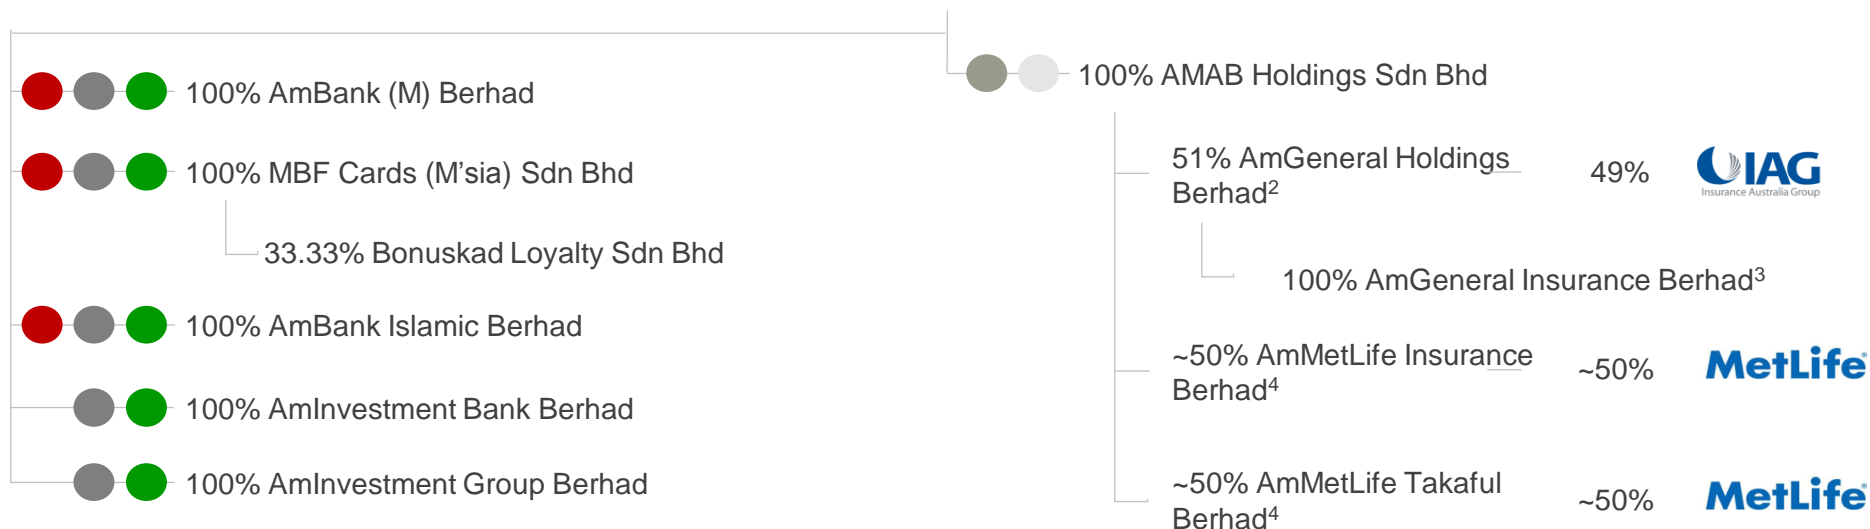 100% AmBank (M) Berhad
100% MBF Cards (M'sia) Sdn Bhd
33.33% Bonuskad Loyalty Sdn Bhd
100% AmBank Islamic Berhad
100% AmInvestment Bank Berhad
100% AmInvestment Group Berhad
100% AMAB Holdings Sdn Bhd
51% AmGeneral Holdings
Berhad²
49%
IAG
Insurance Australia Group
100% AmGeneral Insurance Berhad³
~50% AmMetLife Insurance
Berhad⁴
~50%
MetLife®
~50% AmMetLife Takaful
Berhad⁴
~50%
MetLife®